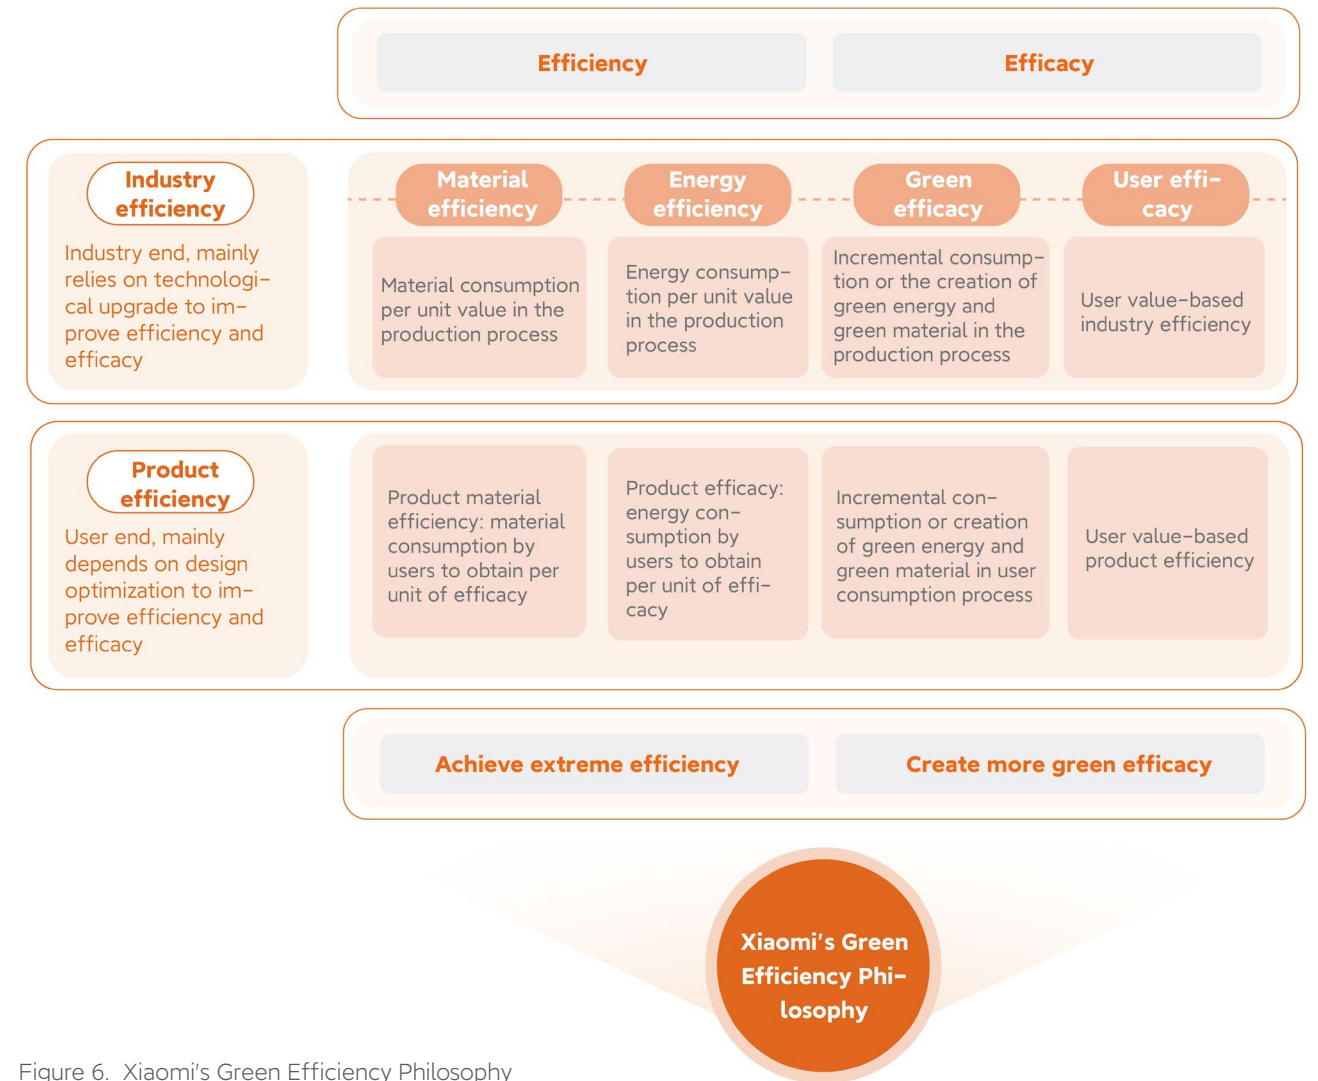 Efficiency
Efficacy
Industry
efficiency
Industry end, mainly
relies on technologi-
cal upgrade to im-
prove efficiency and
efficacy
Material
efficiency
Energy
efficiency
Green
efficacy
User effi-
cacy
Material consumption
per unit value in the
production process
Energy consump-
tion per unit value
in the production
process
Incremental consump-
tion or the creation of
green energy and
green material in the
production process
User value-based
industry efficiency
Product
efficiency
User end, mainly
depends on design
optimization to im-
prove efficiency and
efficacy
Product material
efficiency: material
consumption by
users to obtain per
unit of efficacy
Product efficacy:
energy con-
sumption by
users to obtain
per unit of effi-
cacy
Incremental con-
sumption or creation
of green energy and
green material in user
consumption process
User value-based
product efficiency
Achieve extreme efficiency
Create more green efficacy
Xiaomi's Green
Efficiency Phi-
losophy
Figure 6. Xiaomi's Green Efficiency Philosophy